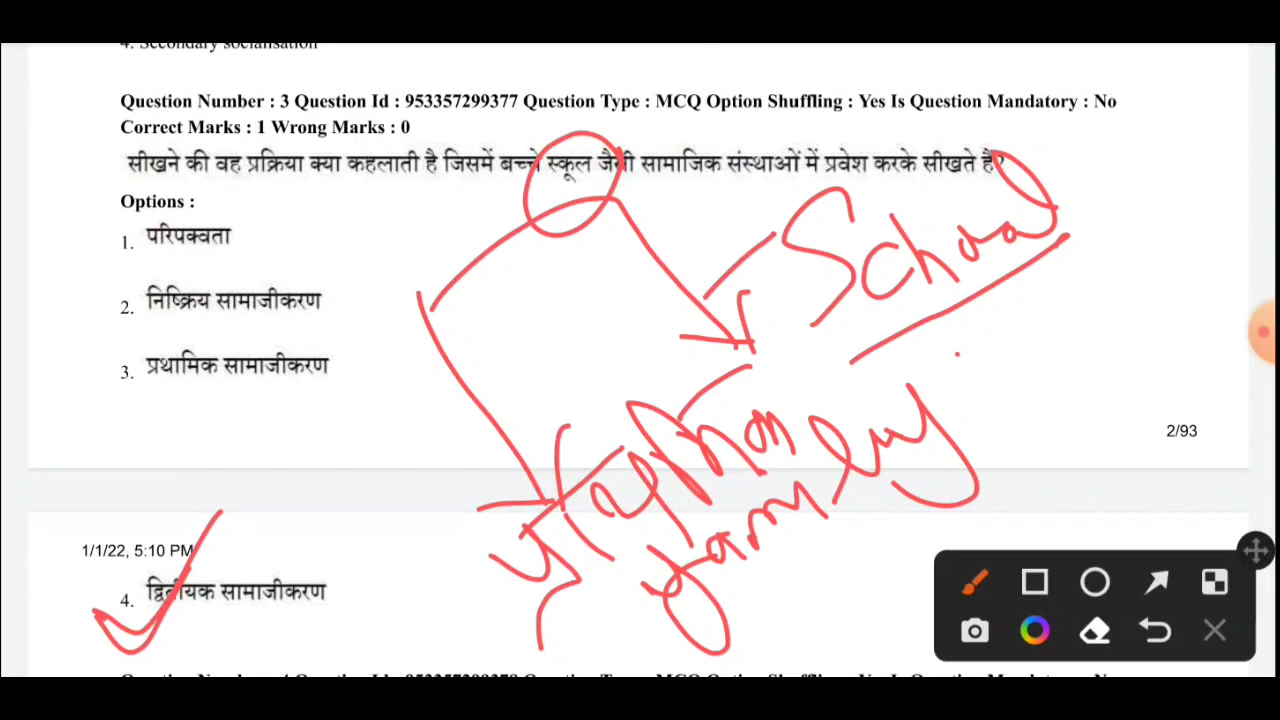 4. Secondary socialisation
Question Number : 3 Question Id : 953357299377 Question Type : MCQ Option Shuffling : Yes Is Question Mandatory : No
Correct Marks : 1 Wrong Marks : 0
सीखने की वह प्रक्रिया क्या कहलाती है जिसमें बच्चे स्कूल जैसी सामाजिक संस्थाओं में प्रवेश करके सीखते हैं?
Options :
1. परिपक्वता
School
2. निष्क्रिय सामाजीकरण
3. प्रथामिक सामाजीकरण
2/93
1/1/22, 5:10 PM
4. द्वितीयक सामाजीकरण